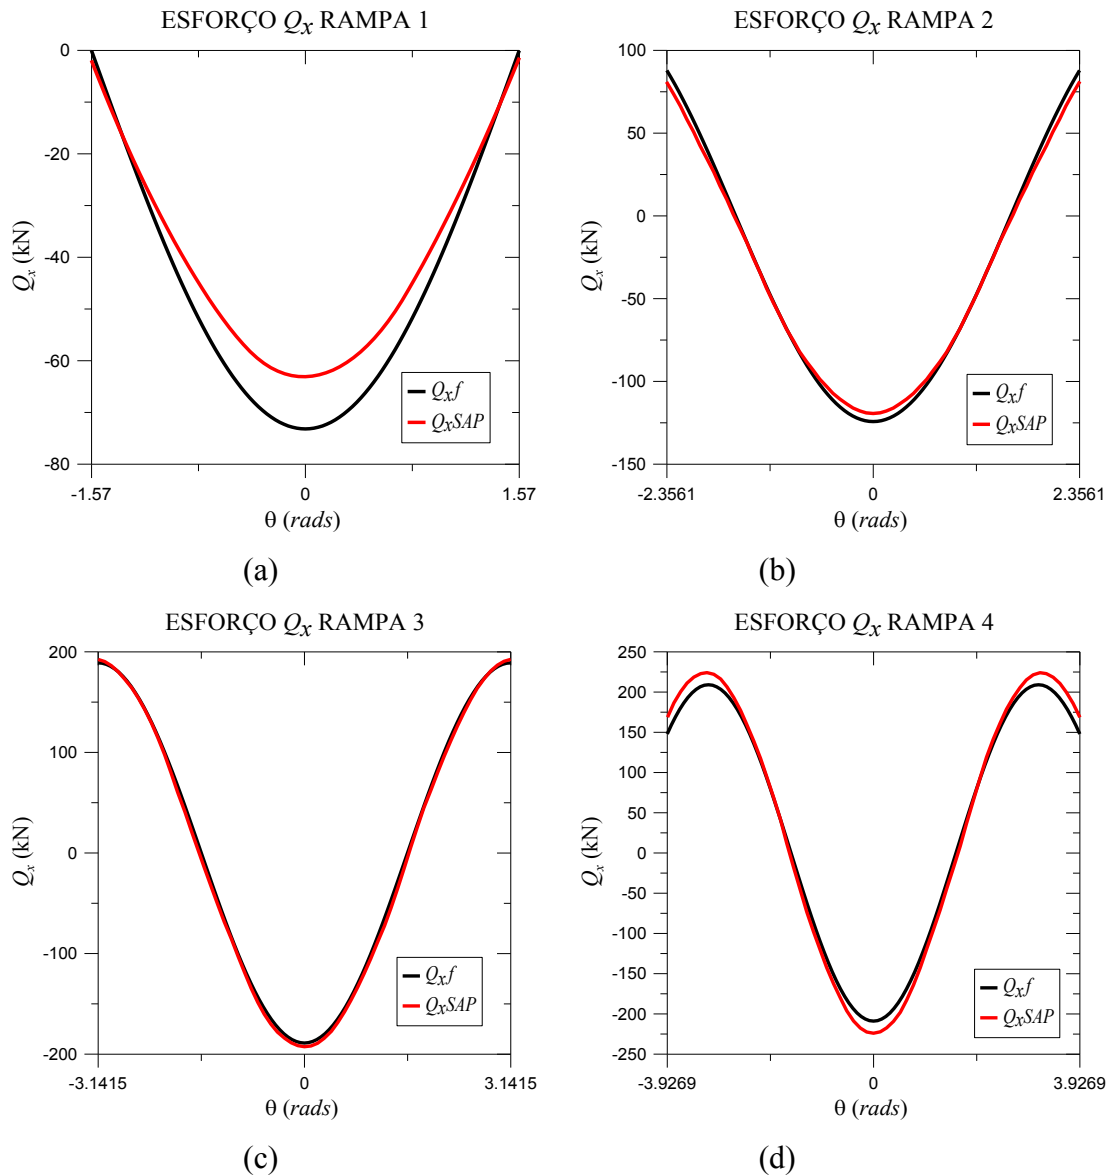 ESFORÇO Qx RAMPA 1
0
-20
-40
-60
-80
Qx (kN)
Qxf
QxSAP
-1.57 0 1.57
θ (rads)
(a)
ESFORÇO Qx RAMPA 2
100
50
0
-50
-100
-150
Qx (kN)
Qxf
QxSAP
-2.3561 0 2.3561
θ (rads)
(b)
ESFORÇO Qx RAMPA 3
200
100
0
-100
-200
Qx (kN)
Qxf
QxSAP
-3.1415 0 3.1415
θ (rads)
(c)
ESFORÇO Qx RAMPA 4
250
200
150
100
50
0
-50
-100
-150
-200
-250
Qx (kN)
Qxf
QxSAP
-3.9269 0 3.9269
θ (rads)
(d)